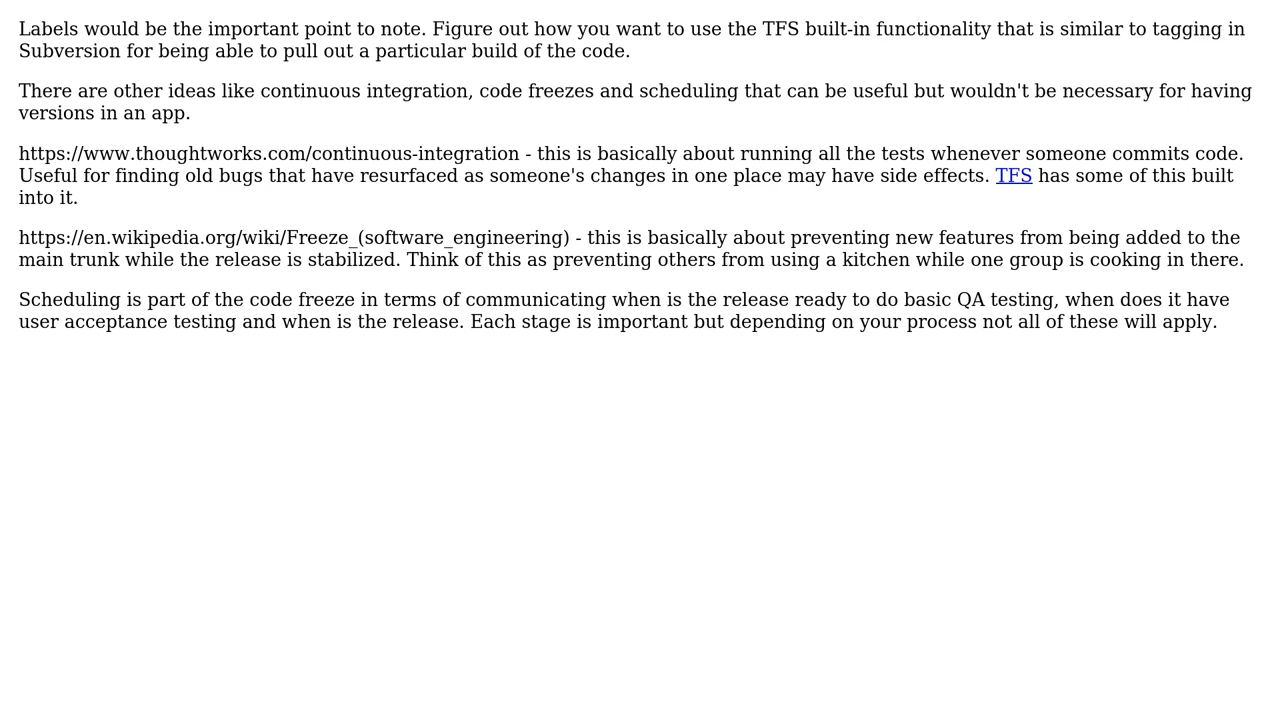 Labels would be the important point to note. Figure out how you want to use the TFS built-in functionality that is similar to tagging in
Subversion for being able to pull out a particular build of the code.
There are other ideas like continuous integration, code freezes and scheduling that can be useful but wouldn't be necessary for having
versions in an app.
https://www.thoughtworks.com/continuous-integration - this is basically about running all the tests whenever someone commits code.
Useful for finding old bugs that have resurfaced as someone's changes in one place may have side effects. TFS has some of this built
into it.
https://en.wikipedia.org/wiki/Freeze_(software_engineering) - this is basically about preventing new features from being added to the
main trunk while the release is stabilized. Think of this as preventing others from using a kitchen while one group is cooking in there.
Scheduling is part of the code freeze in terms of communicating when is the release ready to do basic QA testing, when does it have
user acceptance testing and when is the release. Each stage is important but depending on your process not all of these will apply.